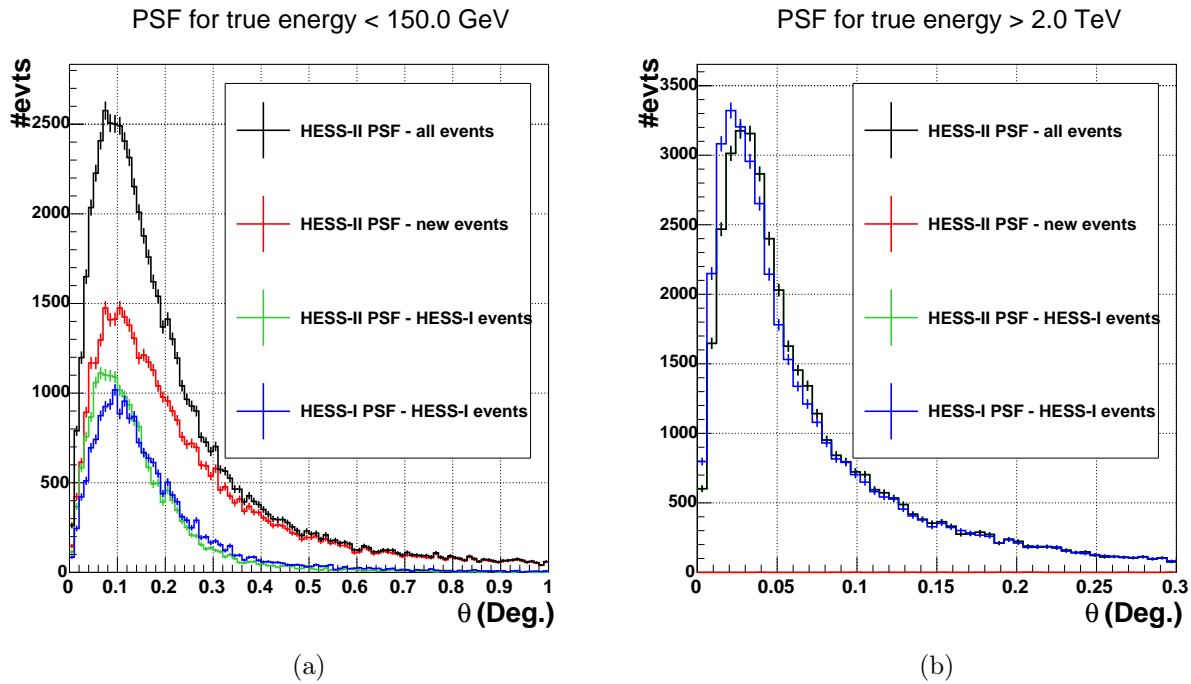 PSF for true energy < 150.0 GeV
#evts
2500
2000
1500
1000
500
0
0 0.1 0.2 0.3 0.4 0.5 0.6 0.7 0.8 0.9 1
θ (Deg.)
HESS-II PSF - all events
HESS-II PSF - new events
HESS-II PSF - HESS-I events
HESS-I PSF - HESS-I events
(a)
PSF for true energy > 2.0 TeV
#evts
3500
3000
2500
2000
1500
1000
500
0
0 0.05 0.1 0.15 0.2 0.25 0.3
θ (Deg.)
HESS-II PSF - all events
HESS-II PSF - new events
HESS-II PSF - HESS-I events
HESS-I PSF - HESS-I events
(b)